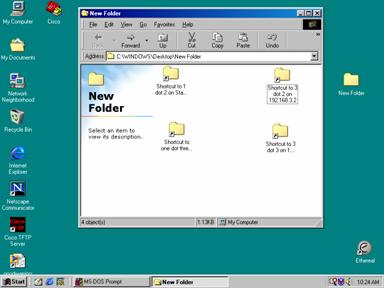 My Computer
Cisco
My Documents
Network
Neighborhood
Recycle Bin
Internet
Explorer
Netscape
Communicator
Cisco TFTP
Server
New Folder
File Edit View Go Favorites Help
Back Forward Up Cut Copy Paste Undo
Address C:\WINDOWS\Desktop\New Folder
New
Folder
Select an item to
view its description.
Shortcut to 1
dot 2 on Sta...
Shortcut to 3
dot 2 on
192.168.3.2
Shortcut to
one dot thre...
Shortcut to 3
dot 3 on 1...
4 object(s) 1.13KB My Computer
New Folder
Ethereal
Start MS-DOS Prompt New Folder 10:24 AM